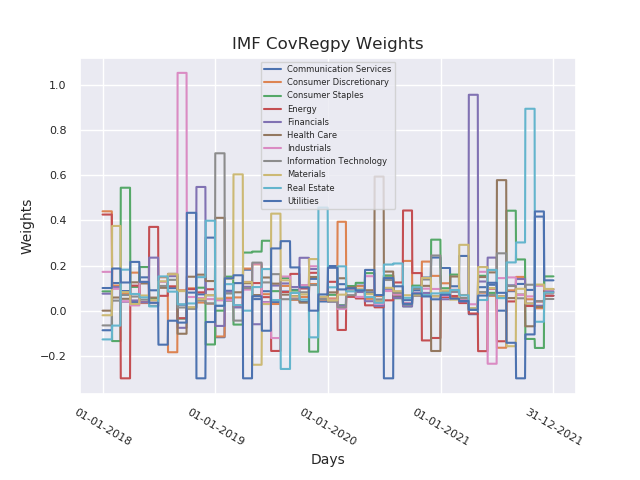 IMF CovRegpy Weights
Communication Services
Consumer Discretionary
Consumer Staples
Energy
Financials
Health Care
Industrials
Information Technology
Materials
Real Estate
Utilities
1.0
0.8
0.6
0.4
0.2
0.0
−0.2
Weights
01-01-2018
01-01-2019
01-01-2020
01-01-2021
31-12-2021
Days